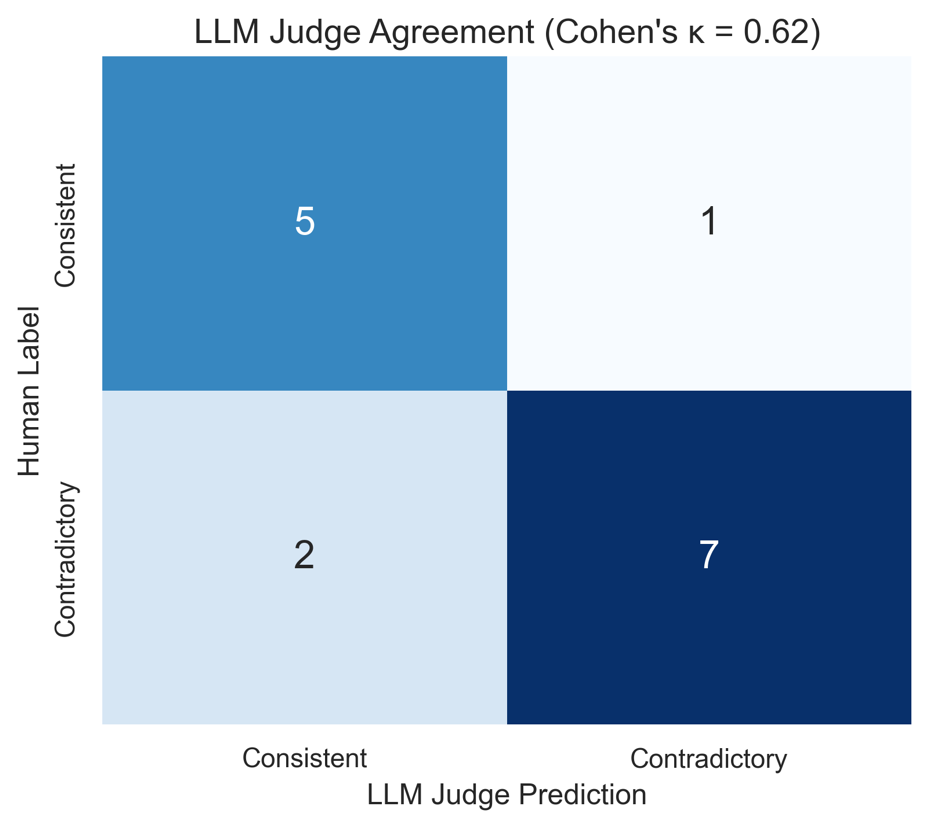 LLM Judge Agreement (Cohen's κ = 0.62)
Human Label
Consistent
5
1
Contradictory
2
7
Consistent
Contradictory
LLM Judge Prediction